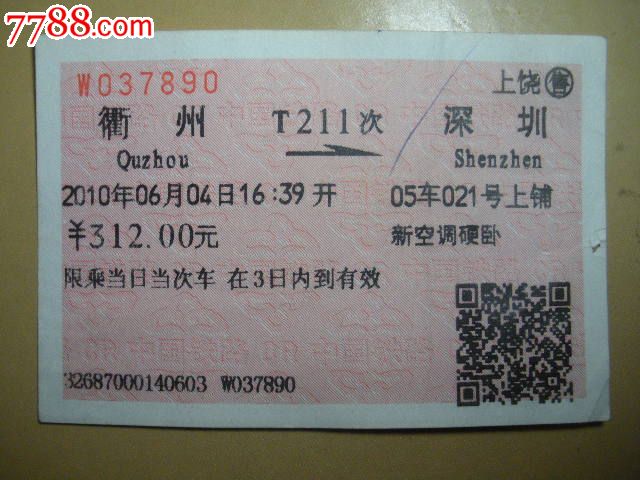 7788.com
W037890 上饶 售
衢州 T211次 深圳
Quzhou Shenzhen
2010年06月04日16:39开 05车021号上铺
¥312.00元 新空调硬卧
限乘当日当次车 在3日内到有效
32687000140603 W037890